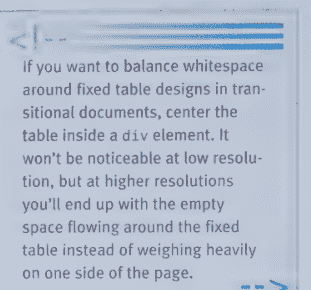 <!--
If you want to balance whitespace
around fixed table designs in tran-
sitional documents, center the
table inside a div element. It
won't be noticeable at low resolu-
tion, but at higher resolutions
you'll end up with the empty
space flowing around the fixed
table instead of weighing heavily
on one side of the page.
-->